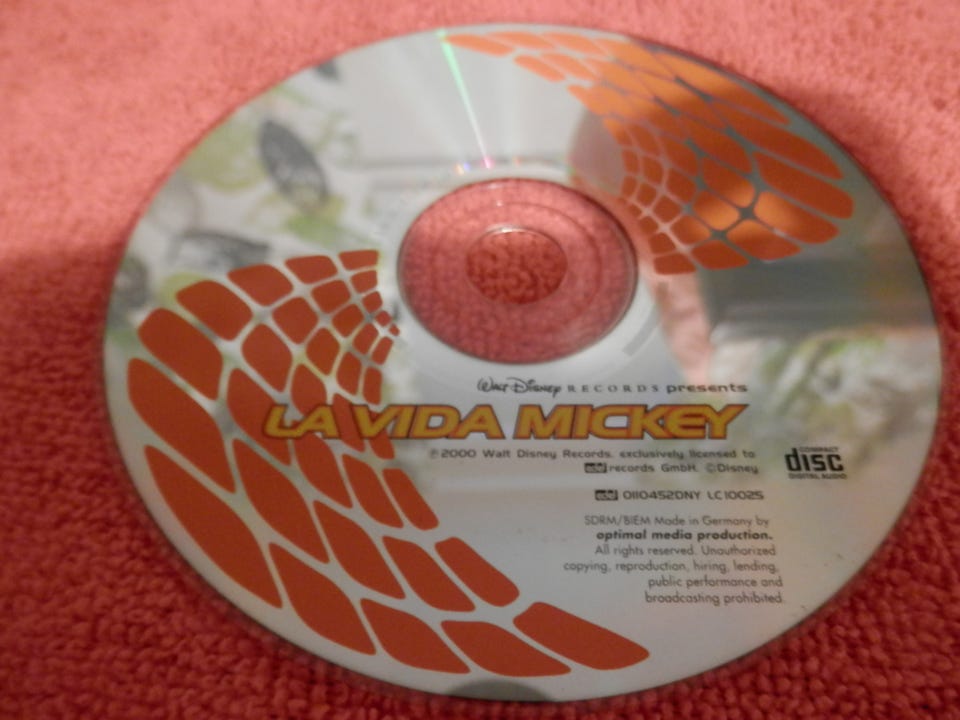 WALT DISNEY RECORDS presents
LA VIDA MICKEY
℗2000 Walt Disney Records. exclusively licensed to
edel records GmbH. ©Disney
COMPACT
disc
DIGITAL AUDIO
edel 0110452DNY LC10025
SDRM/BIEM Made in Germany by
optimal media production.
All rights reserved. Unauthorized
copying, reproduction, hiring, lending,
public performance and
broadcasting prohibited.